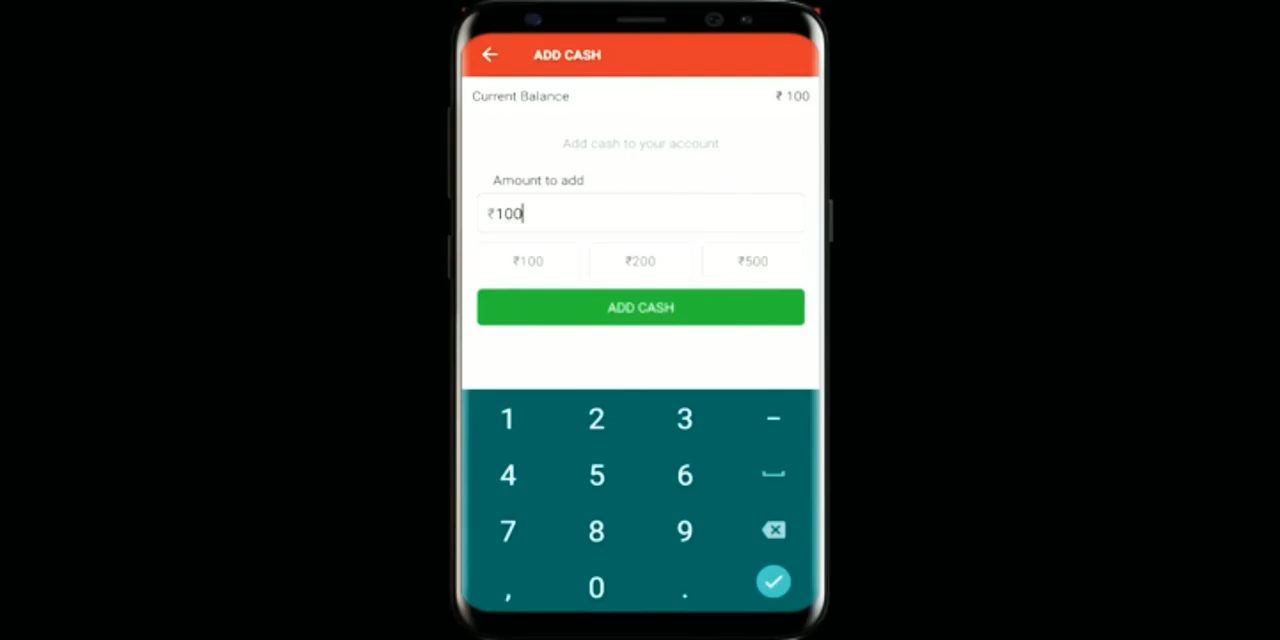 ADD CASH
Current Balance ₹ 100
Add cash to your account
Amount to add
₹100
₹100 ₹200 ₹500
ADD CASH
1 2 3 –
4 5 6
7 8 9
, 0 .